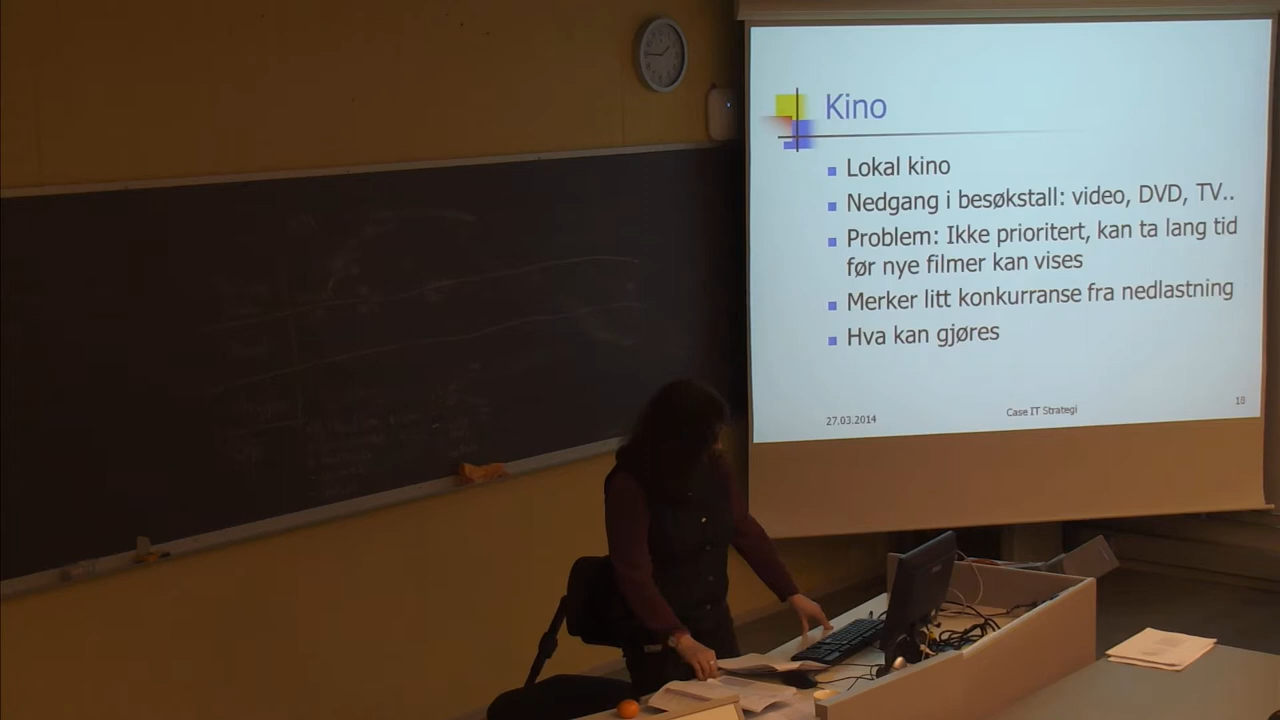 Kino
Lokal kino
Nedgang i besøkstall: video, DVD, TV..
Problem: Ikke prioritert, kan ta lang tid
før nye filmer kan vises
Merker litt konkurranse fra nedlastning
Hva kan gjøres
27.03.2014
Case IT Strategi
18